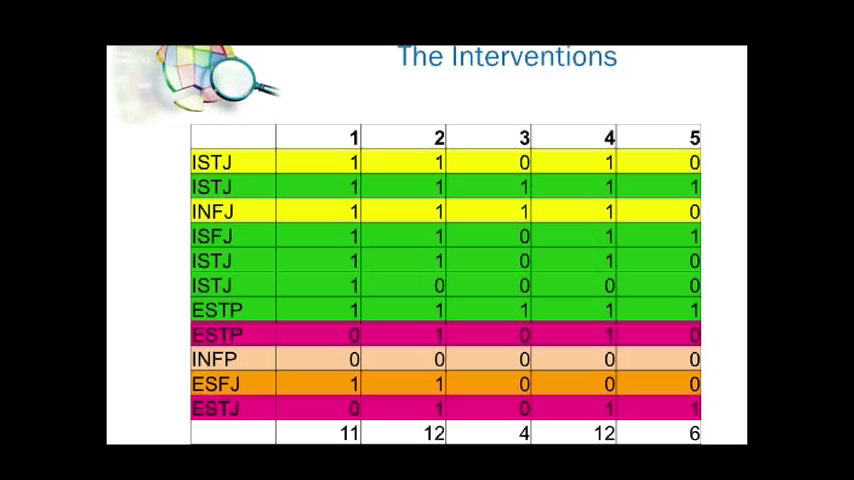 The Interventions
1 2 3 4 5
ISTJ 1 1 0 1 0
ISTJ 1 1 1 1 1
INFJ 1 1 1 1 0
ISFJ 1 1 0 1 1
ISTJ 1 1 0 1 0
ISTJ 1 0 0 0 0
ESTP 1 1 1 1 1
ESTP 0 1 0 1 0
INFP 0 0 0 0 0
ESFJ 1 1 0 0 0
ESTJ 0 1 0 1 1
11 12 4 12 6